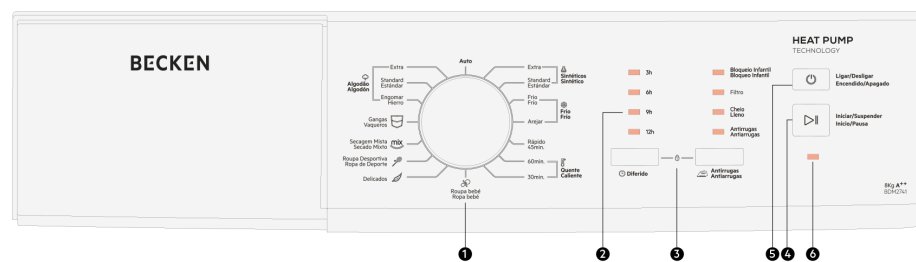 BECKEN
Auto
Extra
Standard
Estándar
Algodão
Algodón
Engomar
Hierro
Gangas
Vaqueros
Secagem Mista
Secado Mixto
mix
Roupa Desportiva
Ropa de Deporte
Delicados
Roupa bebé
Ropa bebé
Extra
Standard
Estándar
Sintéticos
Sintético
Frio
Frío
Arejar
Frio
Frío
Rápido
45min.
60min.
30min.
Quente
Caliente
3h
6h
9h
12h
Diferido
Bloqueio Infantil
Bloqueo Infantil
Filtro
Cheio
Lleno
Antirrugas
Antiarrugas
Antirrugas
Antiarrugas
HEAT PUMP
TECHNOLOGY
Ligar/Desligar
Encendido/Apagado
Iniciar/Suspender
Inicio/Pausa
8Kg A++
BDM2741
1
2
3
5
4
6